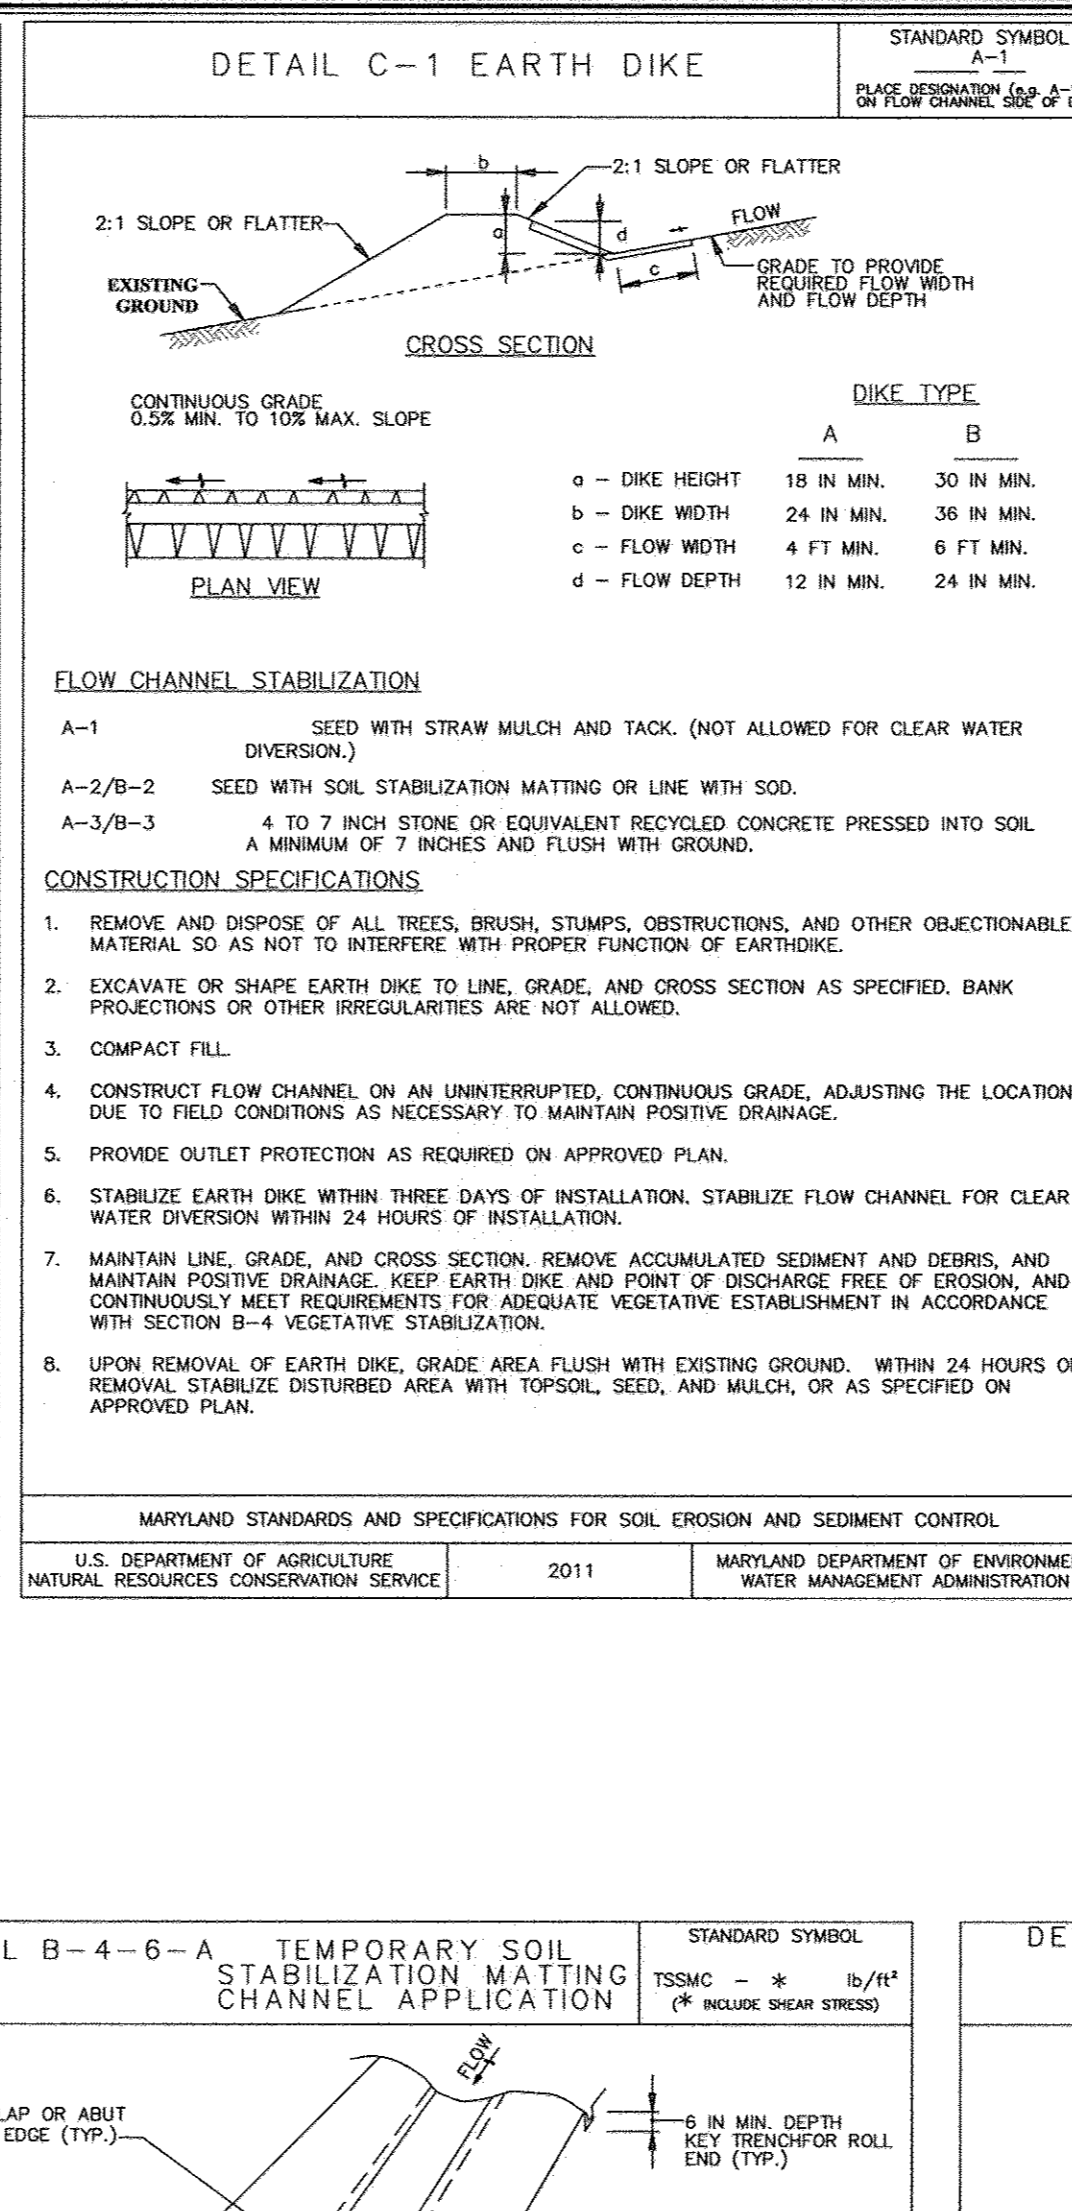 DETAIL C-1 EARTH DIKE
STANDARD SYMBOL
A-1
PLACE DESIGNATION (e.g. A-
ON FLOW CHANNEL SIDE OF
b
2:1 SLOPE OR FLATTER
2:1 SLOPE OR FLATTER
a
d
FLOW
c
EXISTING
GROUND
GRADE TO PROVIDE
REQUIRED FLOW WIDTH
AND FLOW DEPTH
CROSS SECTION
CONTINUOUS GRADE
0.5% MIN. TO 10% MAX. SLOPE
PLAN VIEW
DIKE TYPE
A B
a - DIKE HEIGHT 18 IN MIN. 30 IN MIN.
b - DIKE WIDTH 24 IN MIN. 36 IN MIN.
c - FLOW WIDTH 4 FT MIN. 6 FT MIN.
d - FLOW DEPTH 12 IN MIN. 24 IN MIN.
FLOW CHANNEL STABILIZATION
A-1 SEED WITH STRAW MULCH AND TACK. (NOT ALLOWED FOR CLEAR WATER
DIVERSION.)
A-2/B-2 SEED WITH SOIL STABILIZATION MATTING OR LINE WITH SOD.
A-3/B-3 4 TO 7 INCH STONE OR EQUIVALENT RECYCLED CONCRETE PRESSED INTO SOIL
A MINIMUM OF 7 INCHES AND FLUSH WITH GROUND.
CONSTRUCTION SPECIFICATIONS
1. REMOVE AND DISPOSE OF ALL TREES, BRUSH, STUMPS, OBSTRUCTIONS, AND OTHER OBJECTIONABLE
MATERIAL SO AS NOT TO INTERFERE WITH PROPER FUNCTION OF EARTHDIKE.
2. EXCAVATE OR SHAPE EARTH DIKE TO LINE, GRADE, AND CROSS SECTION AS SPECIFIED. BANK
PROJECTIONS OR OTHER IRREGULARITIES ARE NOT ALLOWED.
3. COMPACT FILL.
4. CONSTRUCT FLOW CHANNEL ON AN UNINTERRUPTED, CONTINUOUS GRADE, ADJUSTING THE LOCATION
DUE TO FIELD CONDITIONS AS NECESSARY TO MAINTAIN POSITIVE DRAINAGE.
5. PROVIDE OUTLET PROTECTION AS REQUIRED ON APPROVED PLAN.
6. STABILIZE EARTH DIKE WITHIN THREE DAYS OF INSTALLATION. STABILIZE FLOW CHANNEL FOR CLEAR
WATER DIVERSION WITHIN 24 HOURS OF INSTALLATION.
7. MAINTAIN LINE, GRADE, AND CROSS SECTION. REMOVE ACCUMULATED SEDIMENT AND DEBRIS, AND
MAINTAIN POSITIVE DRAINAGE. KEEP EARTH DIKE AND POINT OF DISCHARGE FREE OF EROSION, AND
CONTINUOUSLY MEET REQUIREMENTS FOR ADEQUATE VEGETATIVE ESTABLISHMENT IN ACCORDANCE
WITH SECTION B-4 VEGETATIVE STABILIZATION.
8. UPON REMOVAL OF EARTH DIKE, GRADE AREA FLUSH WITH EXISTING GROUND. WITHIN 24 HOURS O
REMOVAL STABILIZE DISTURBED AREA WITH TOPSOIL, SEED, AND MULCH, OR AS SPECIFIED ON
APPROVED PLAN.
MARYLAND STANDARDS AND SPECIFICATIONS FOR SOIL EROSION AND SEDIMENT CONTROL
U.S. DEPARTMENT OF AGRICULTURE
NATURAL RESOURCES CONSERVATION SERVICE
2011
MARYLAND DEPARTMENT OF ENVIRONME
WATER MANAGEMENT ADMINISTRATION
L B-4-6-A TEMPORARY SOIL
STABILIZATION MATTING
CHANNEL APPLICATION
STANDARD SYMBOL
TSSMC - * lb/ft²
(* INCLUDE SHEAR STRESS)
DE
FLOW
LAP OR ABUT
EDGE (TYP.)
6 IN MIN. DEPTH
KEY TRENCHFOR ROLL
END (TYP.)